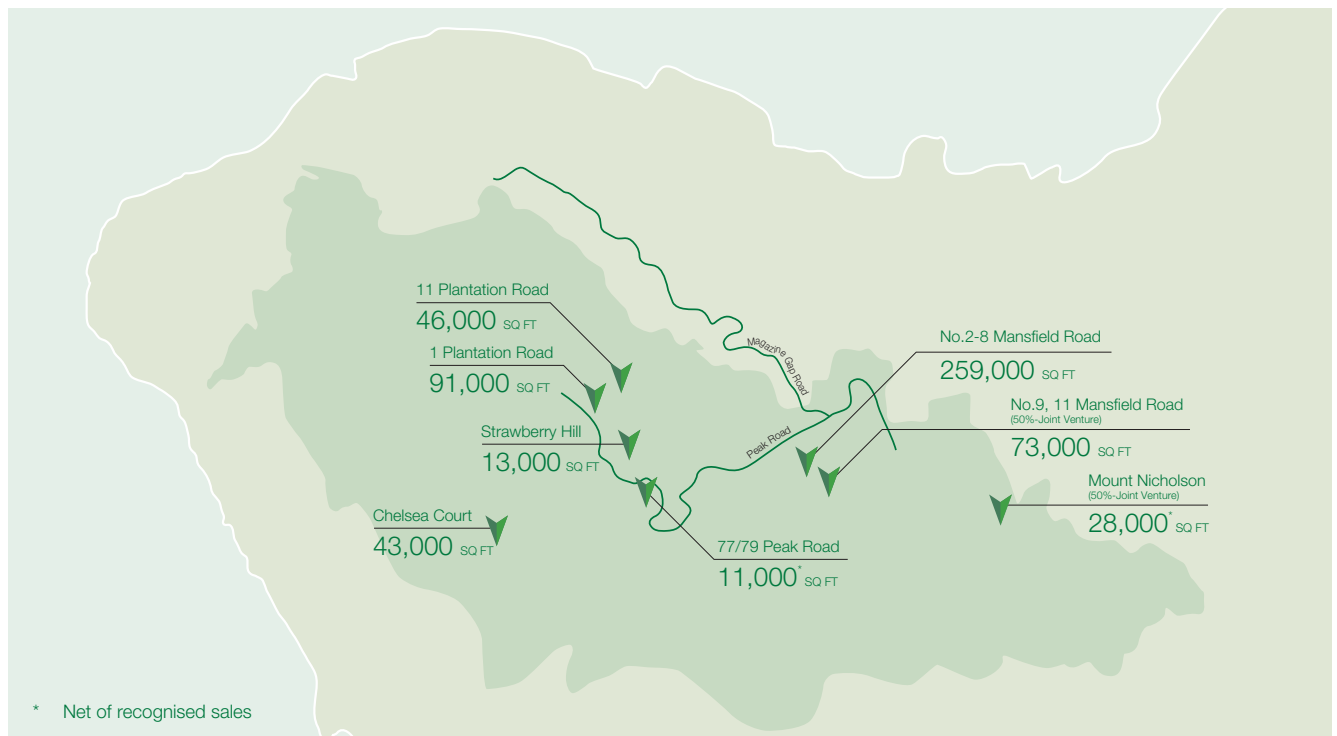 11 Plantation Road
46,000 SQ FT
1 Plantation Road
91,000 SQ FT
Strawberry Hill
13,000 SQ FT
Chelsea Court
43,000 SQ FT
Magazine Gap Road
Peak Road
77/79 Peak Road
11,000* SQ FT
No.2-8 Mansfield Road
259,000 SQ FT
No.9, 11 Mansfield Road
(50%-Joint Venture)
73,000 SQ FT
Mount Nicholson
(50%-Joint Venture)
28,000* SQ FT
* Net of recognised sales